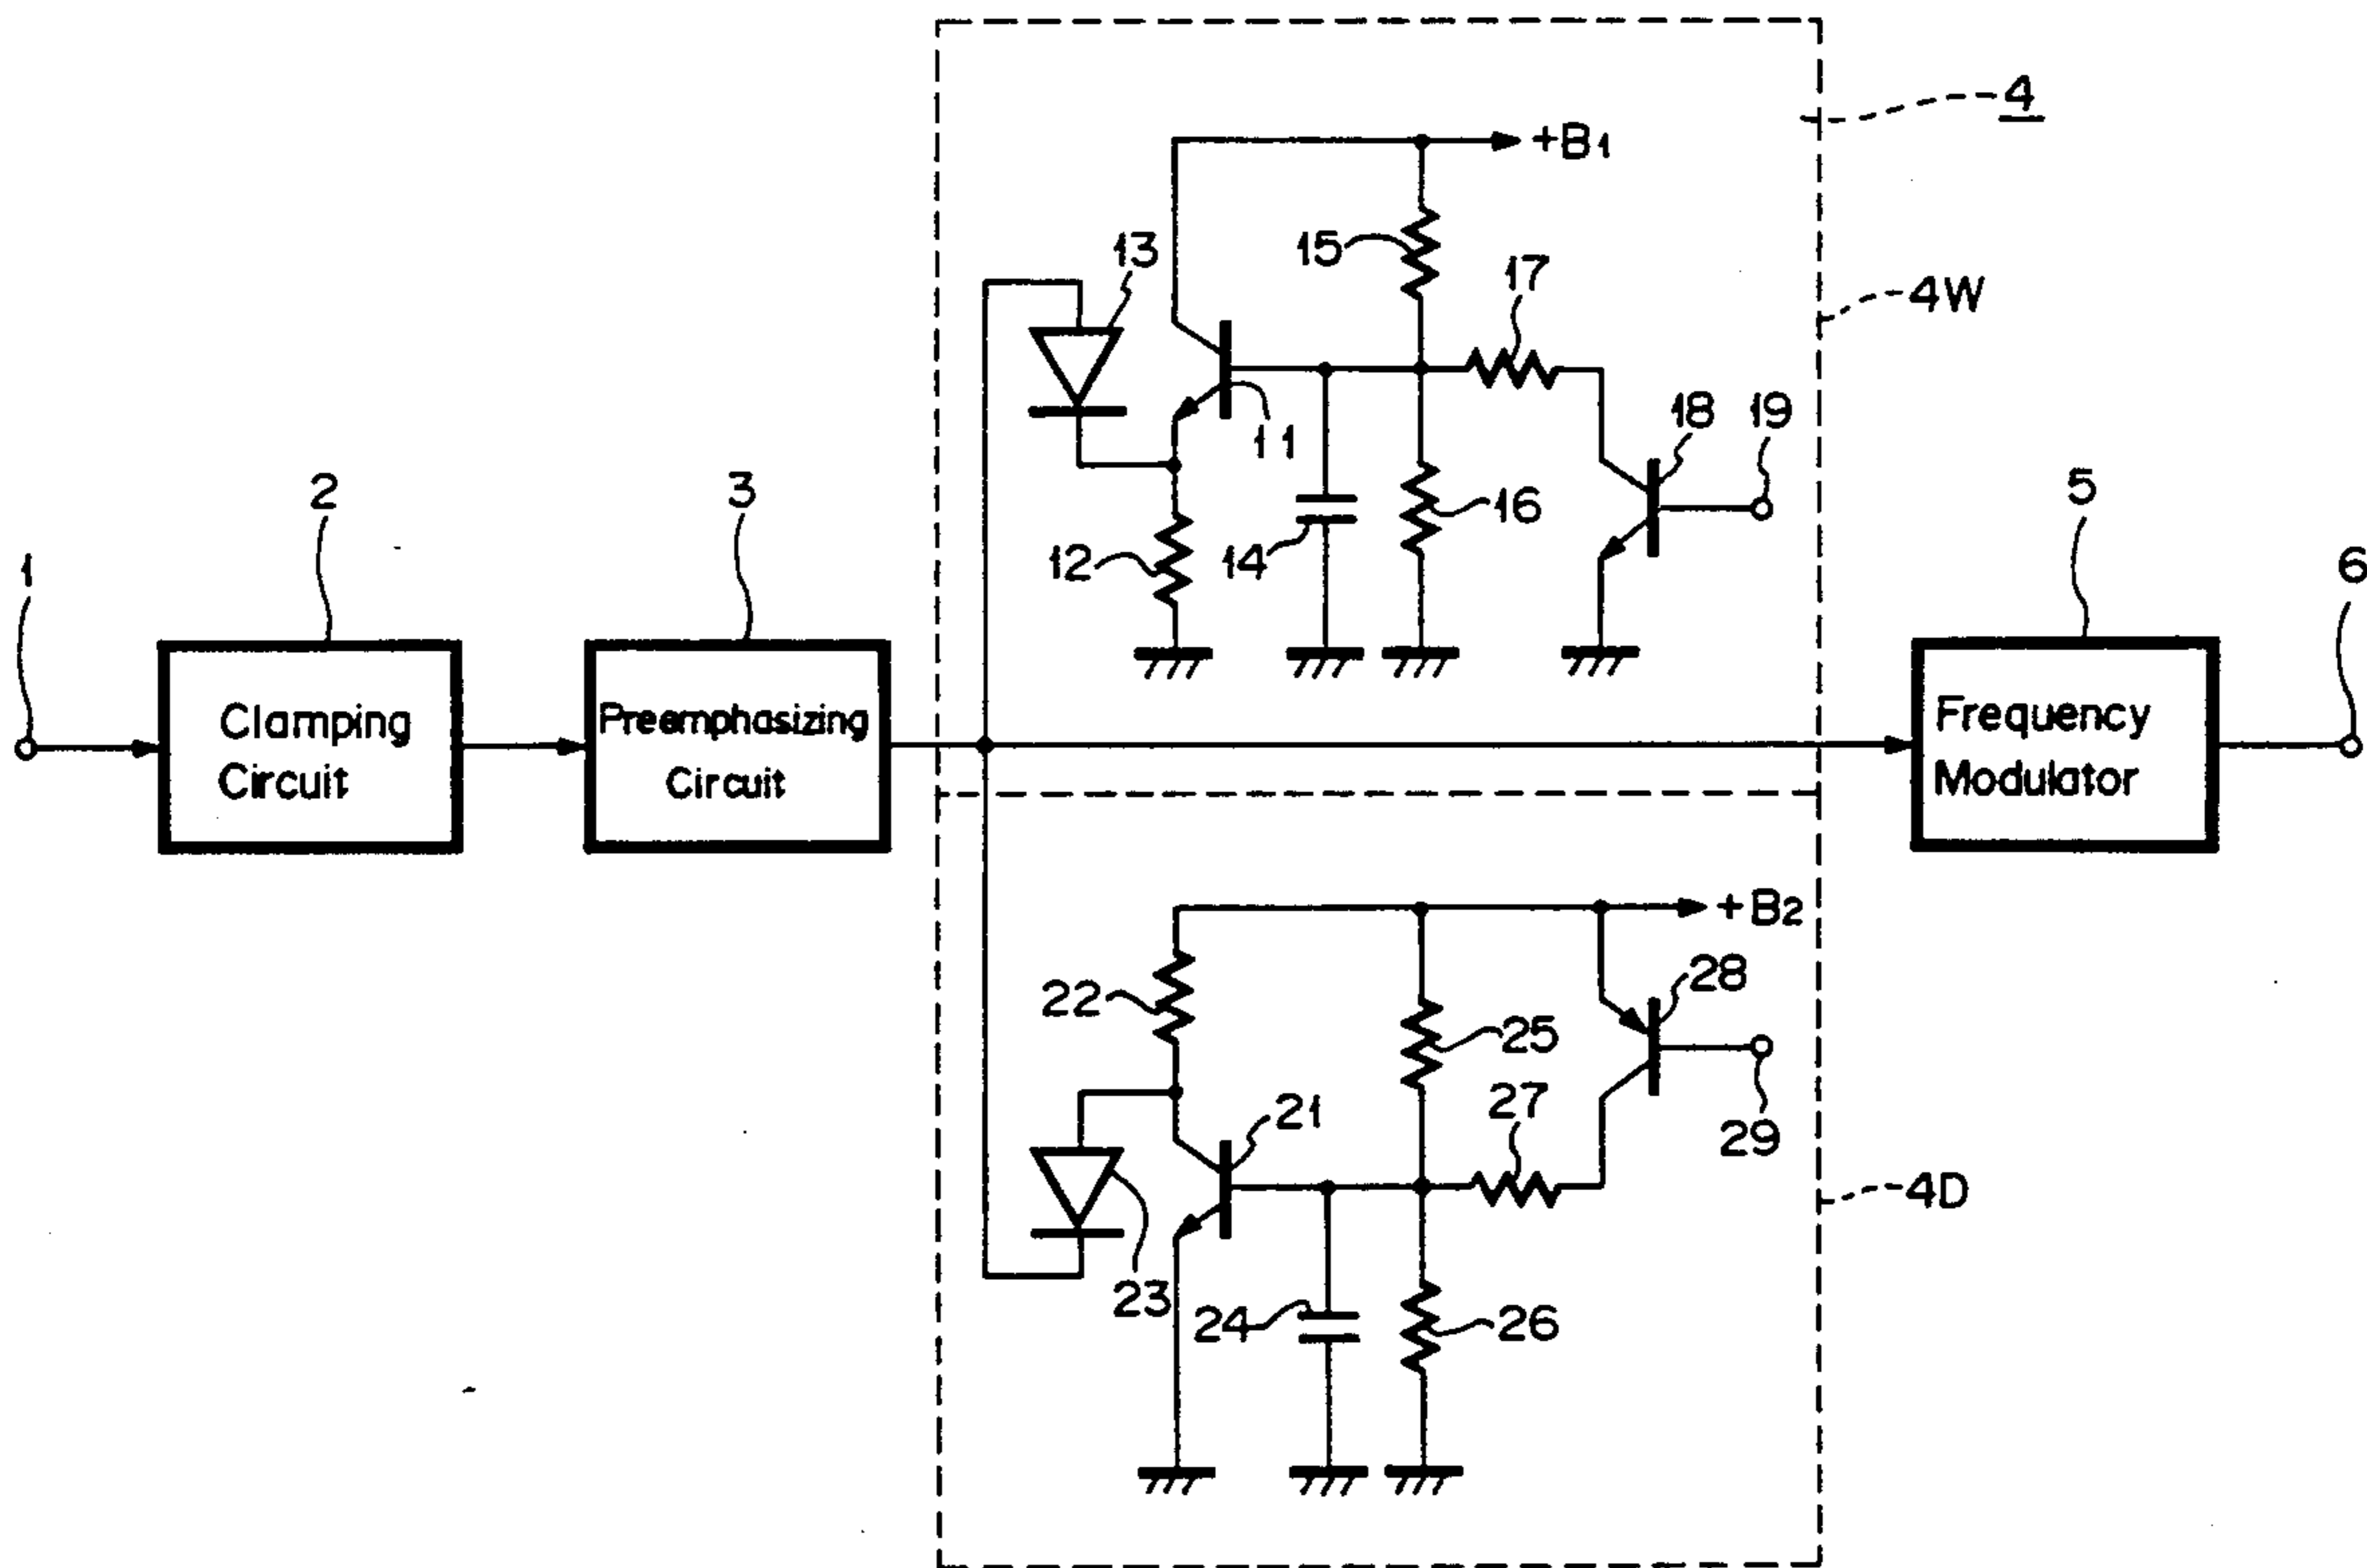 4
+B1
13
15
17
4W
11
18
19
2
3
12
14
16
5
1
6
Clamping
Circuit
Preemphasizing
Circuit
Frequency
Modulator
+B2
22
25
28
21
27
29
23
24
26
4D